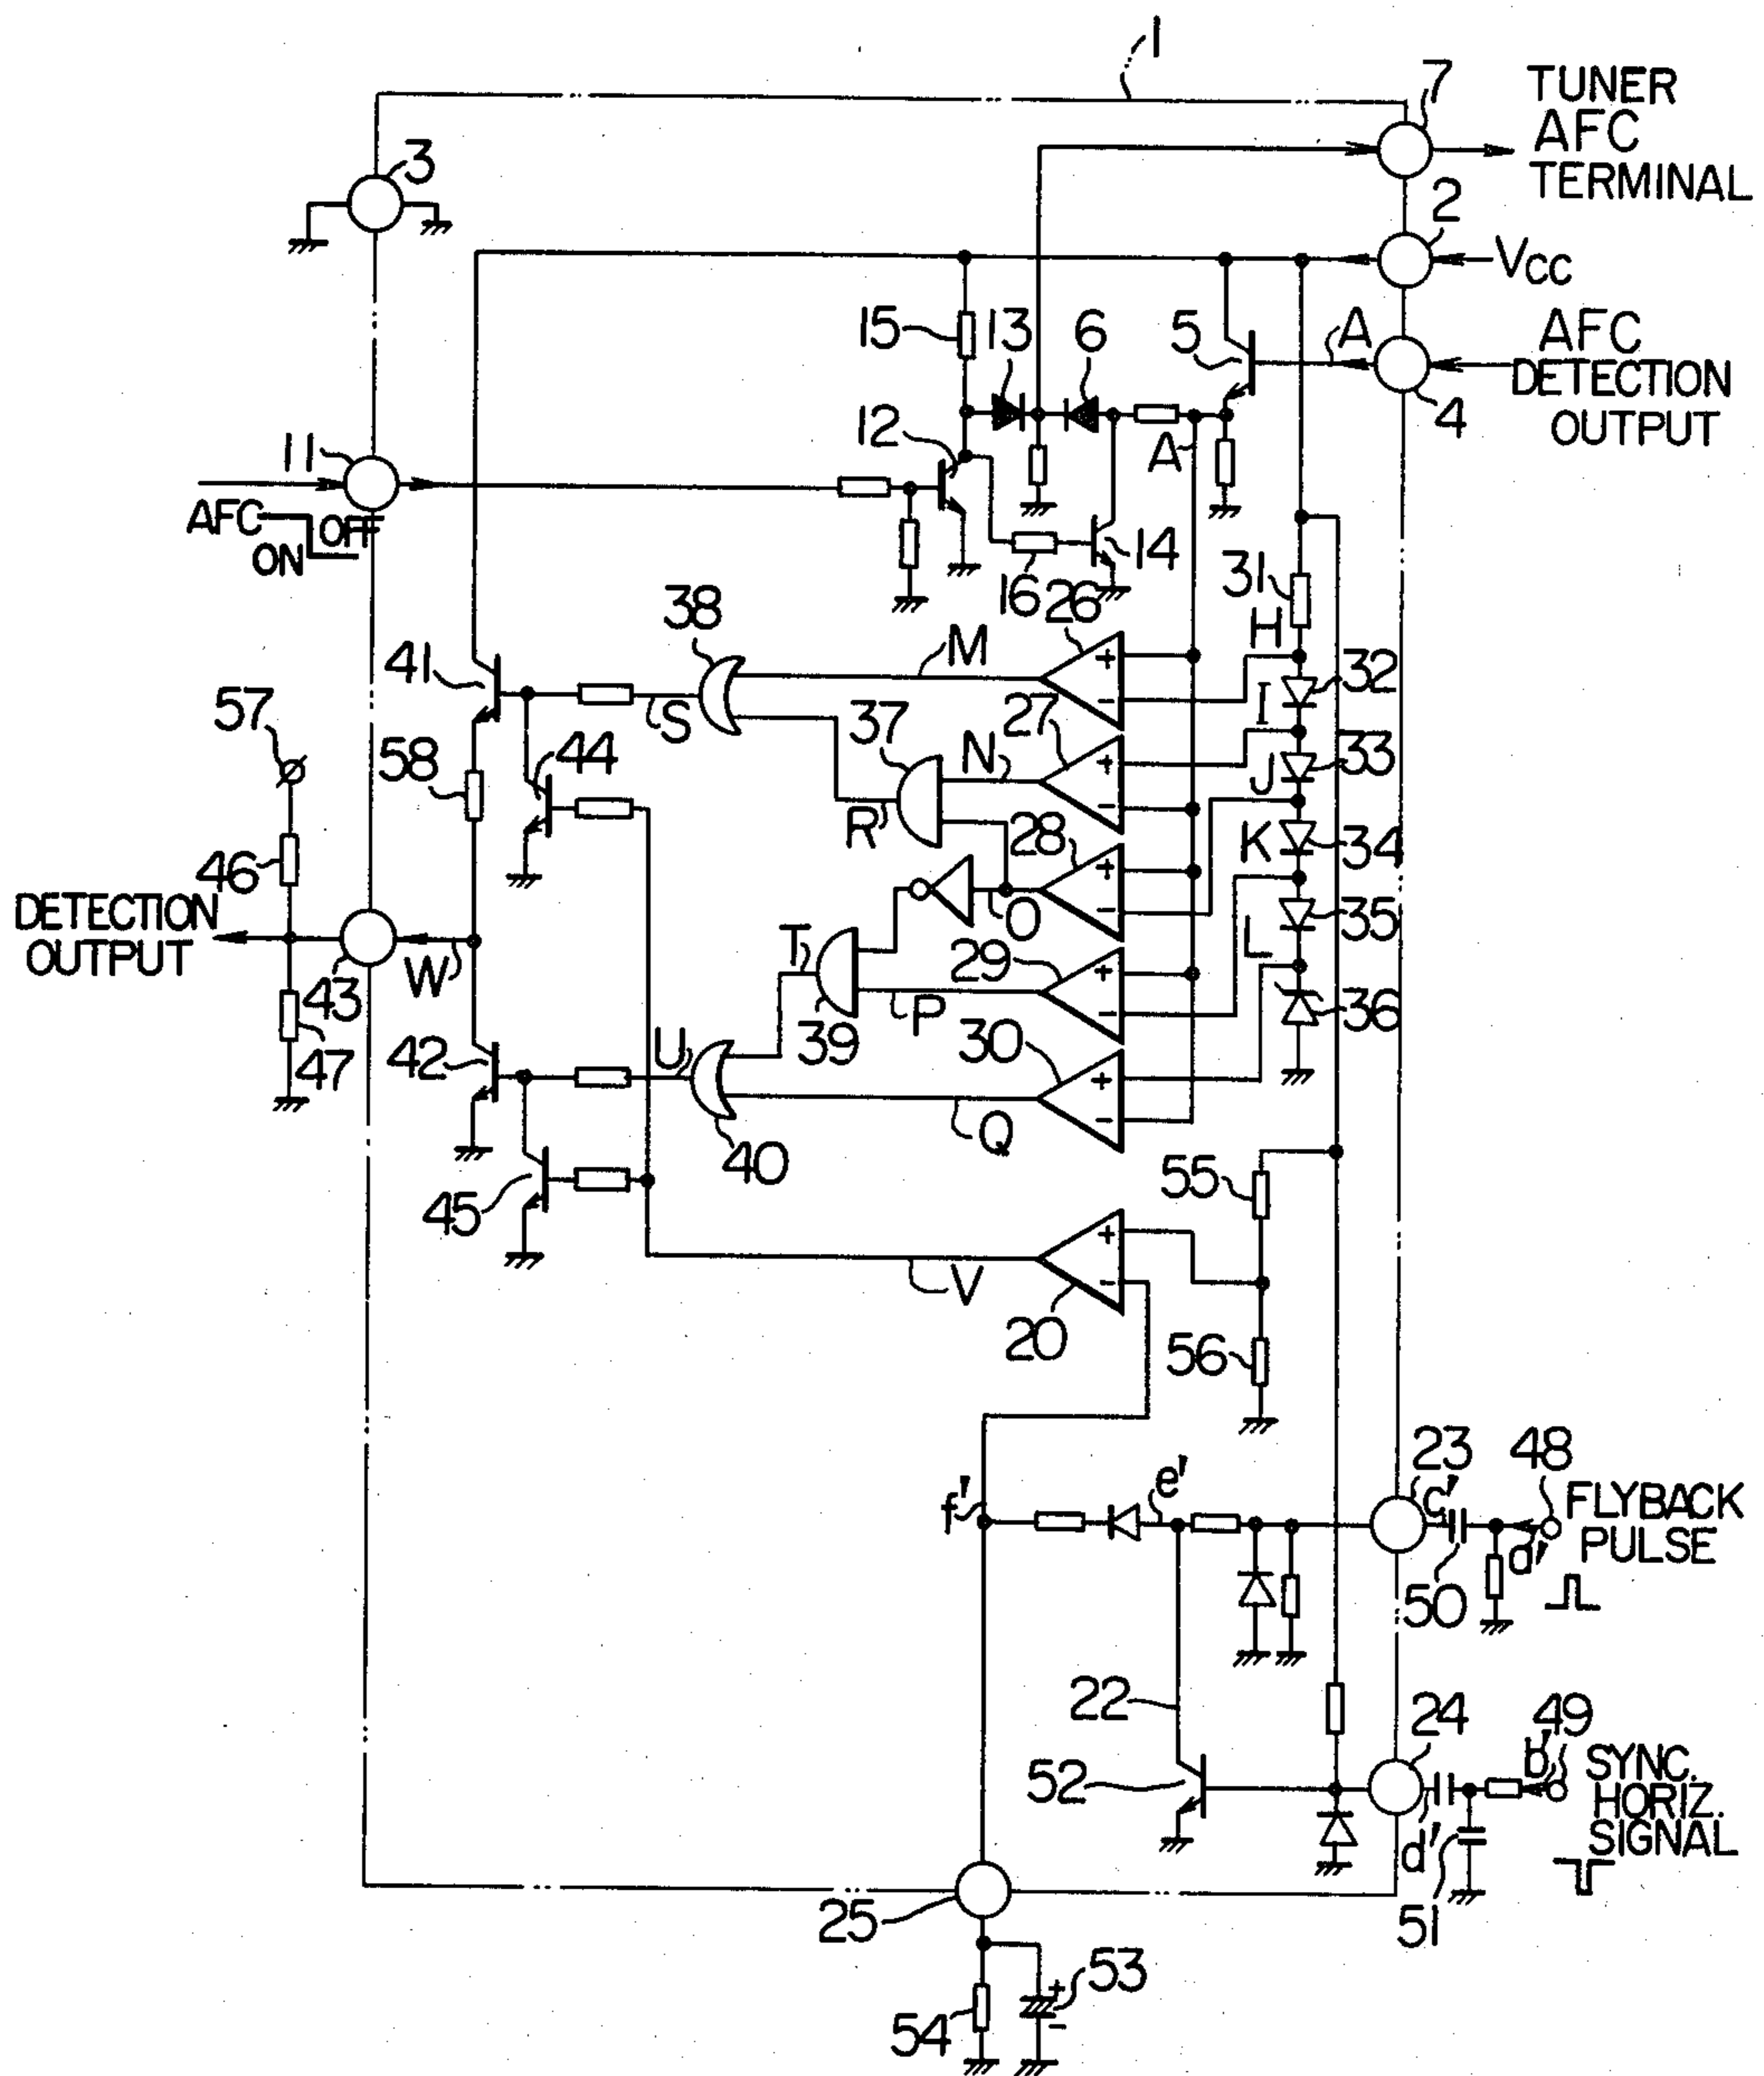 1
7
TUNER
AFC
TERMINAL
3
2
VCC
15
13
6
5
A
AFC
DETECTION
OUTPUT
4
12
A
11
AFC
OFF
ON
14
16
26
31
H
38
M
32
41
S
I
27
57
37
N
33
58
44
J
R
28
K
34
46
O
35
DETECTION
OUTPUT
T
29
L
W
43
P
36
39
30
47
42
U
Q
40
55
45
V
20
56
23
48
f'
e'
c'
FLYBACK
PULSE
a'
50
22
24
49
b'
SYNC.
HORIZ.
SIGNAL
52
d'
25
51
53
54
+
-
+
-
+
-
+
-
+
-
+
-
+
-